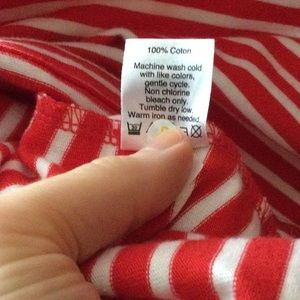 100% Coton
Machine wash cold
with like colors,
gentle cycle.
Non chlorine
bleach only.
Tumble dry low.
Warm iron as needed.